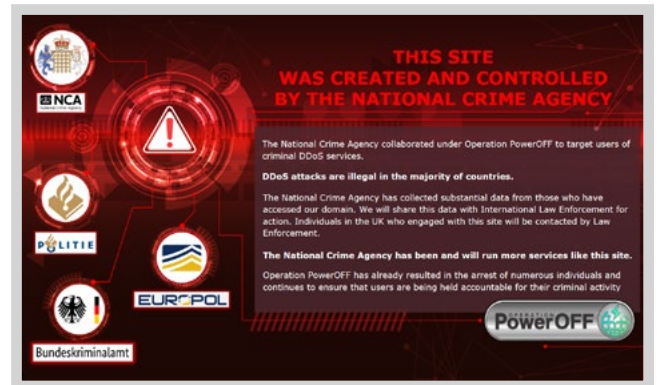 THIS SITE
WAS CREATED AND CONTROLLED
BY THE NATIONAL CRIME AGENCY
NCA
National Crime Agency
The National Crime Agency collaborated under Operation PowerOFF to target users of
criminal DDoS services.
DDoS attacks are illegal in the majority of countries.
The National Crime Agency has collected substantial data from those who have
accessed our domain. We will share this data with International Law Enforcement for
action. Individuals in the UK who engaged with this site will be contacted by Law
Enforcement.
The National Crime Agency has been and will run more services like this site.
Operation PowerOFF has already resulted in the arrest of numerous individuals and
continues to ensure that users are being held accountable for their criminal activity
POLITIE
EUROPOL
Bundeskriminalamt
OPERATION
PowerOFF